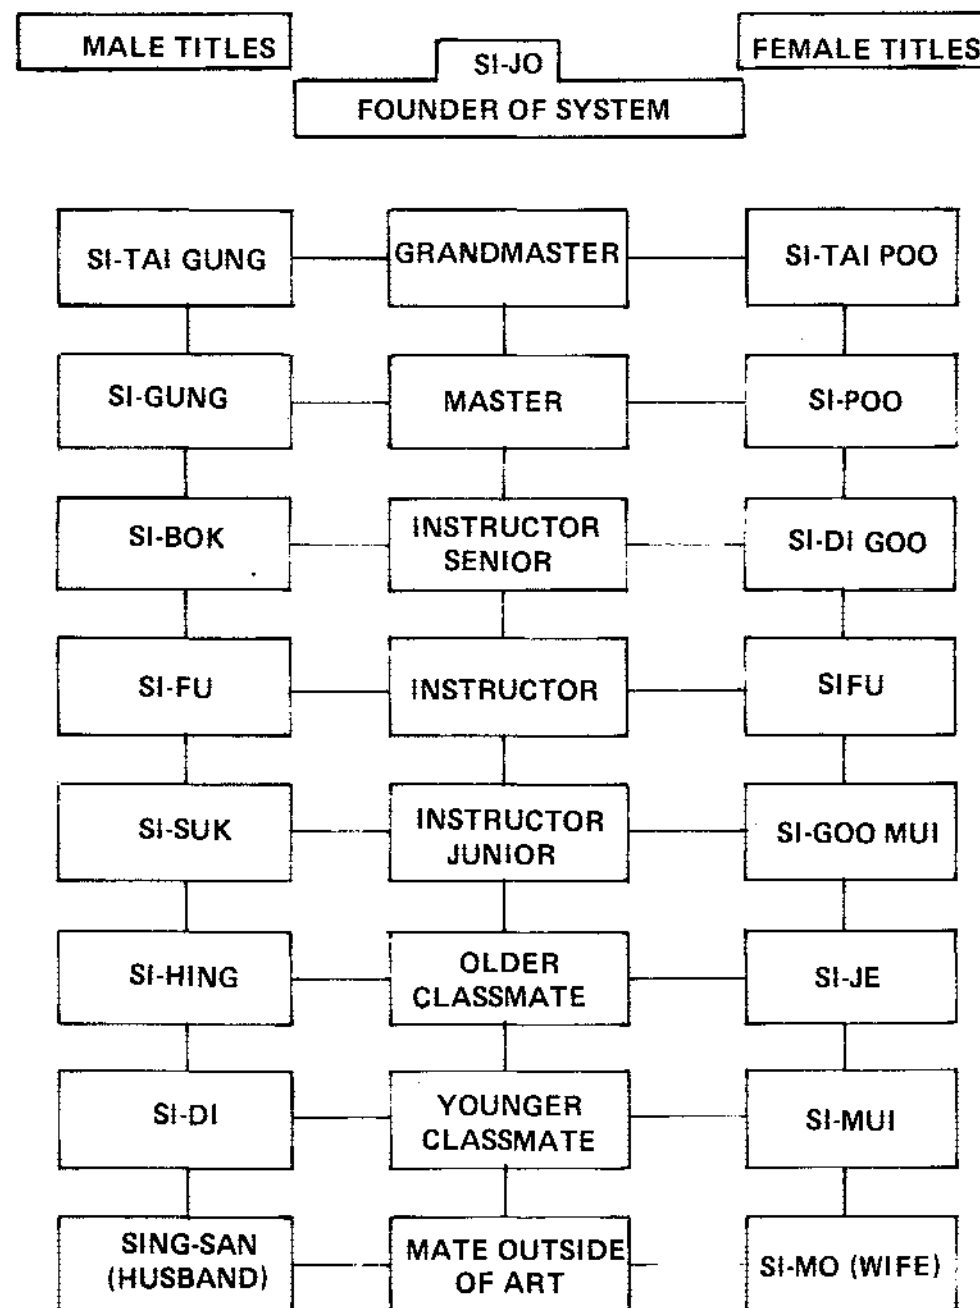 MALE TITLES
SI-JO
FEMALE TITLES
FOUNDER OF SYSTEM
SI-TAI GUNG
GRANDMASTER
SI-TAI POO
SI-GUNG
MASTER
SI-POO
SI-BOK
INSTRUCTOR
SENIOR
SI-DI GOO
SI-FU
INSTRUCTOR
SIFU
SI-SUK
INSTRUCTOR
JUNIOR
SI-GOO MUI
SI-HING
OLDER
CLASSMATE
SI-JE
SI-DI
YOUNGER
CLASSMATE
SI-MUI
SING-SAN
(HUSBAND)
MATE OUTSIDE
OF ART
SI-MO (WIFE)